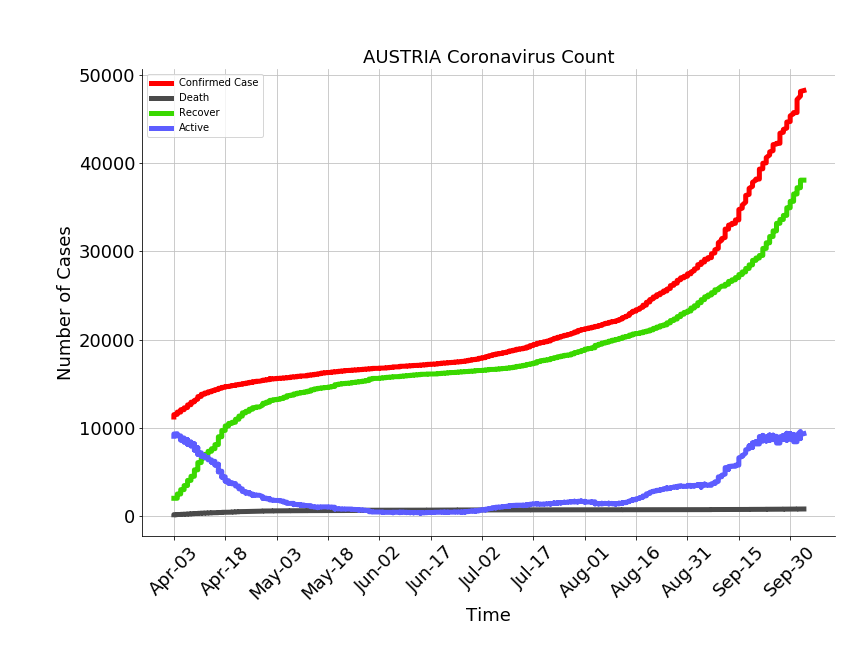 AUSTRIA Coronavirus Count
Confirmed Case
Death
Recover
Active
Number of Cases
50000
40000
30000
20000
10000
0
Apr-03
Apr-18
May-03
May-18
Jun-02
Jun-17
Jul-02
Jul-17
Aug-01
Aug-16
Aug-31
Sep-15
Sep-30
Time